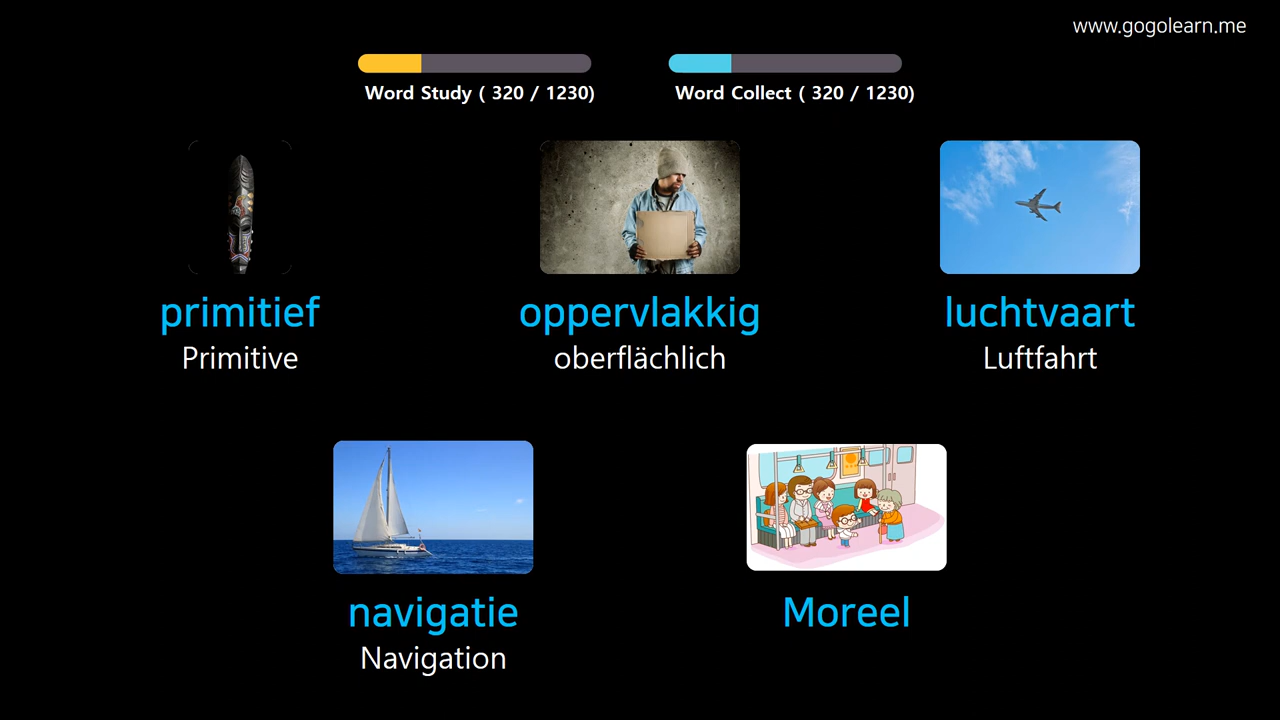 www.gogolearn.me
Word Study ( 320 / 1230)
Word Collect ( 320 / 1230)
primitief
Primitive
oppervlakkig
oberflächlich
luchtvaart
Luftfahrt
navigatie
Navigation
Moreel